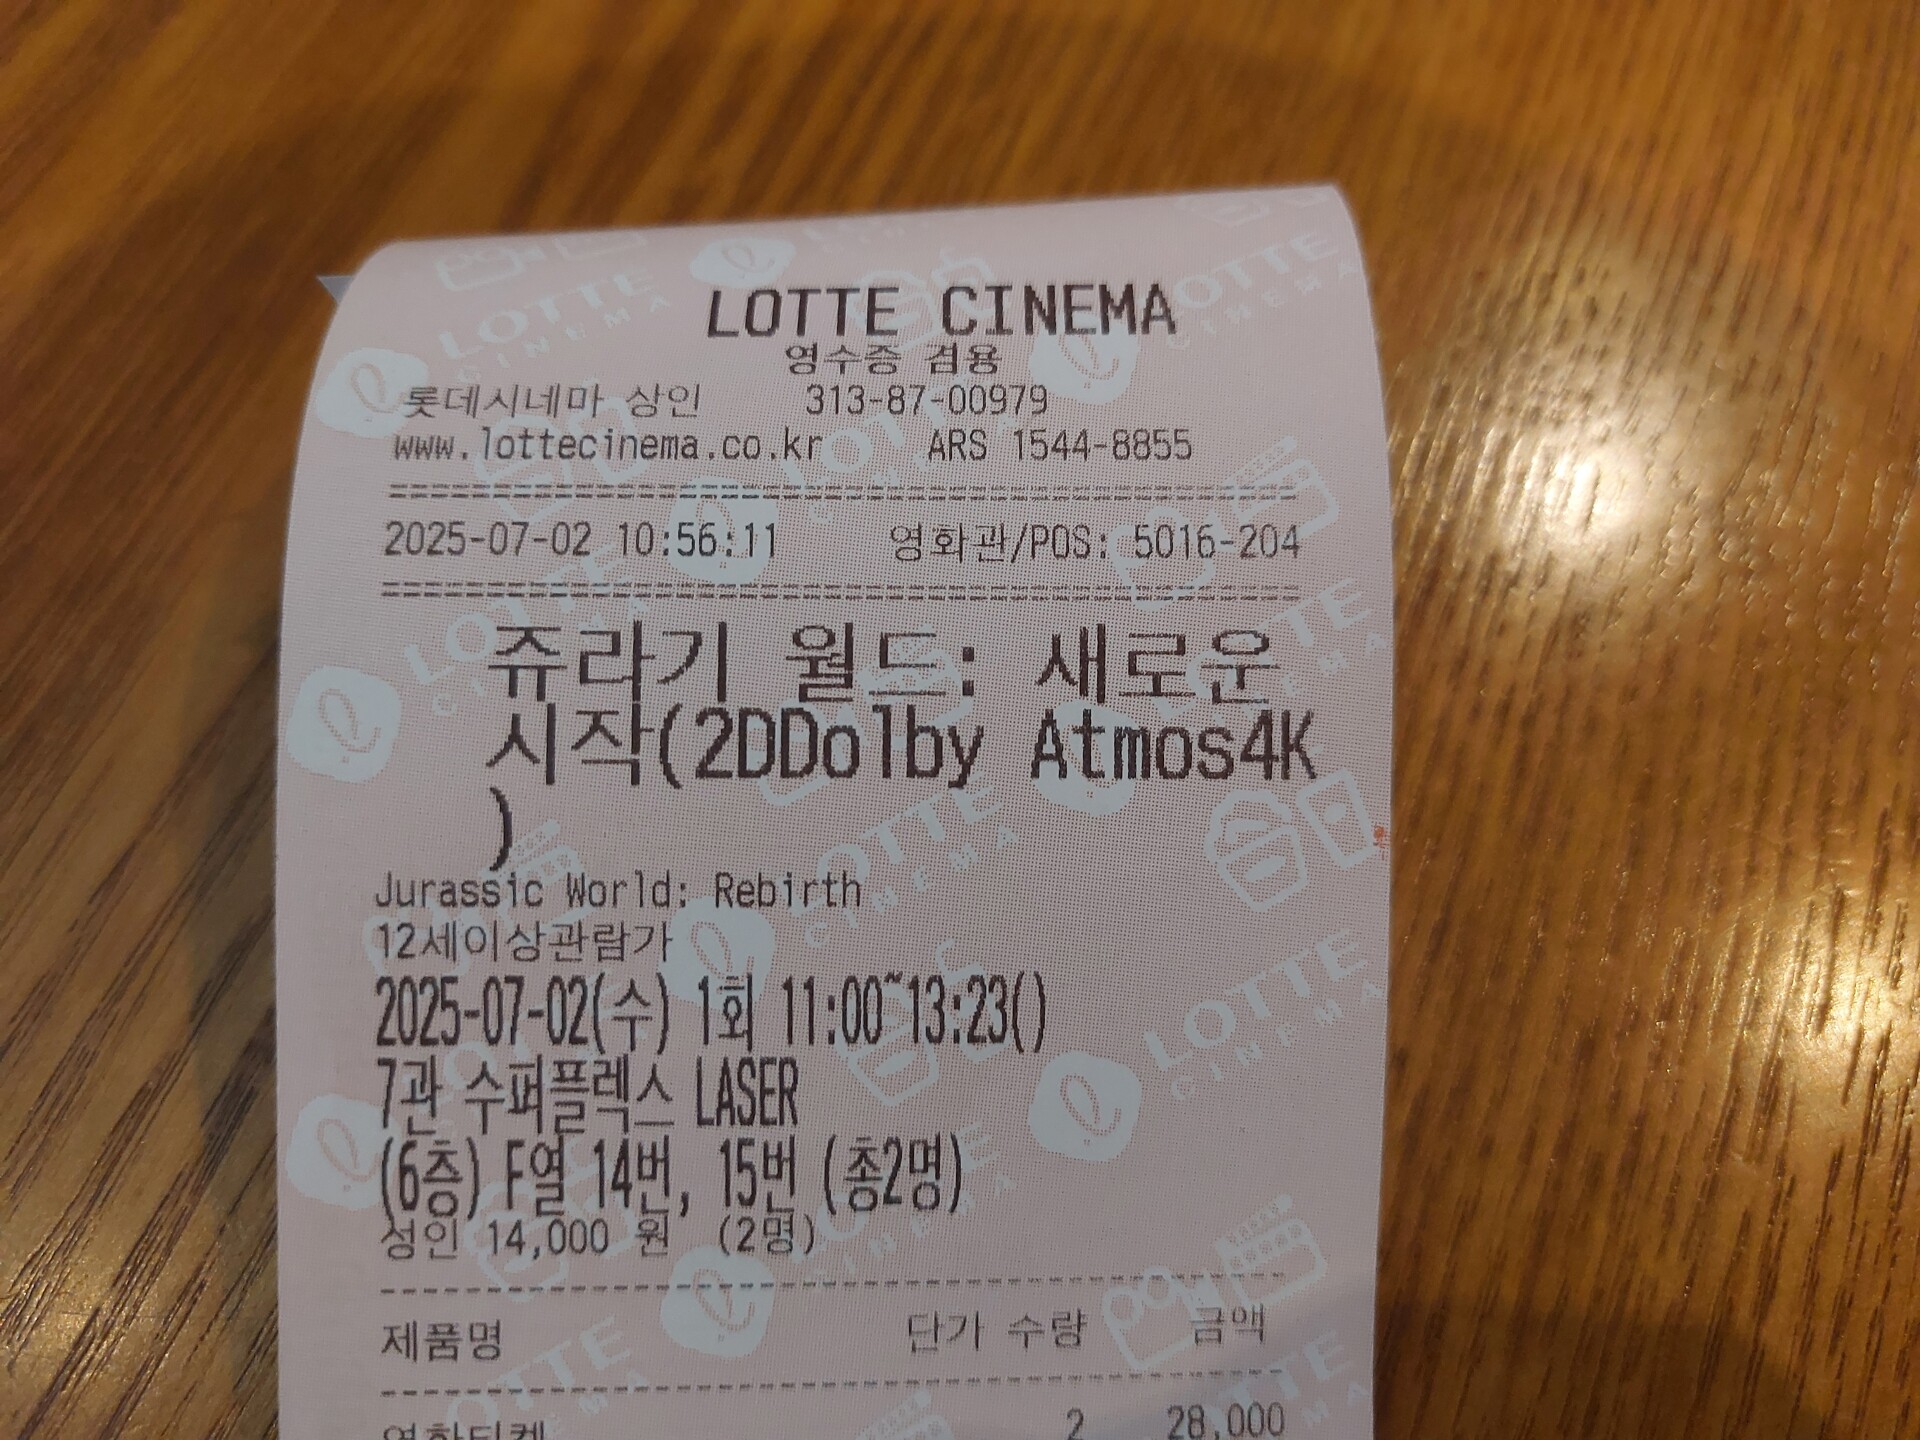 LOTTE CINEMA
영수증 겸용
롯데시네마 상인 313-87-00979
www.lottecinema.co.kr ARS 1544-8855
2025-07-02 10:56:11 영화관/POS: 5016-204
쥬라기 월드: 새로운
시작(2DDolby Atmos4K
)
Jurassic World: Rebirth
12세이상관람가
2025-07-02(수) 1회 11:00~13:23()
7관 수퍼플렉스 LASER
(6층) F열 14번, 15번 (총2명)
성인 14,000 원 (2명)
제품명 단가 수량 금액
영화티켓 2 28,000